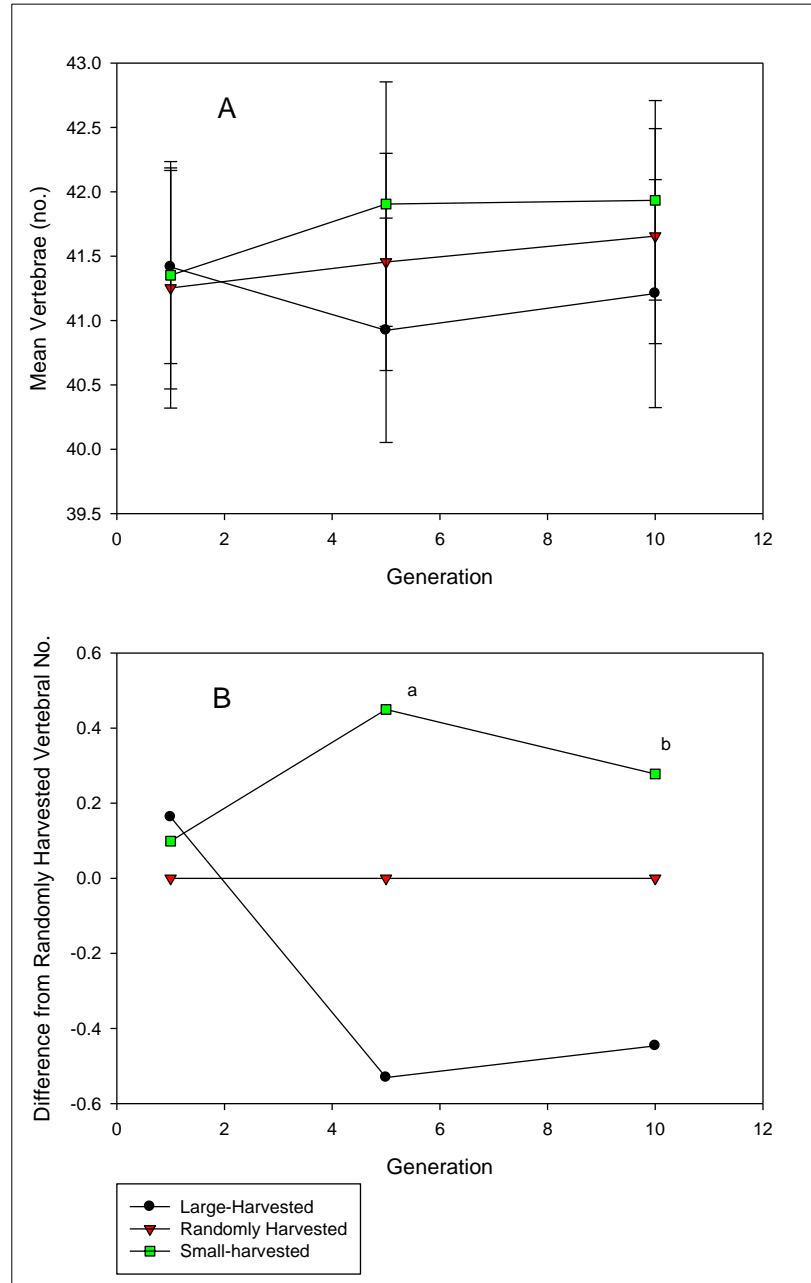 A
43.0
42.5
42.0
41.5
41.0
40.5
40.0
39.5
Mean Vertebrae (no.)
0 2 4 6 8 10 12
Generation
B
a
b
0.6
0.4
0.2
0.0
-0.2
-0.4
-0.6
Difference from Randomly Harvested Vertebral No.
0 2 4 6 8 10 12
Generation
Large-Harvested
Randomly Harvested
Small-harvested